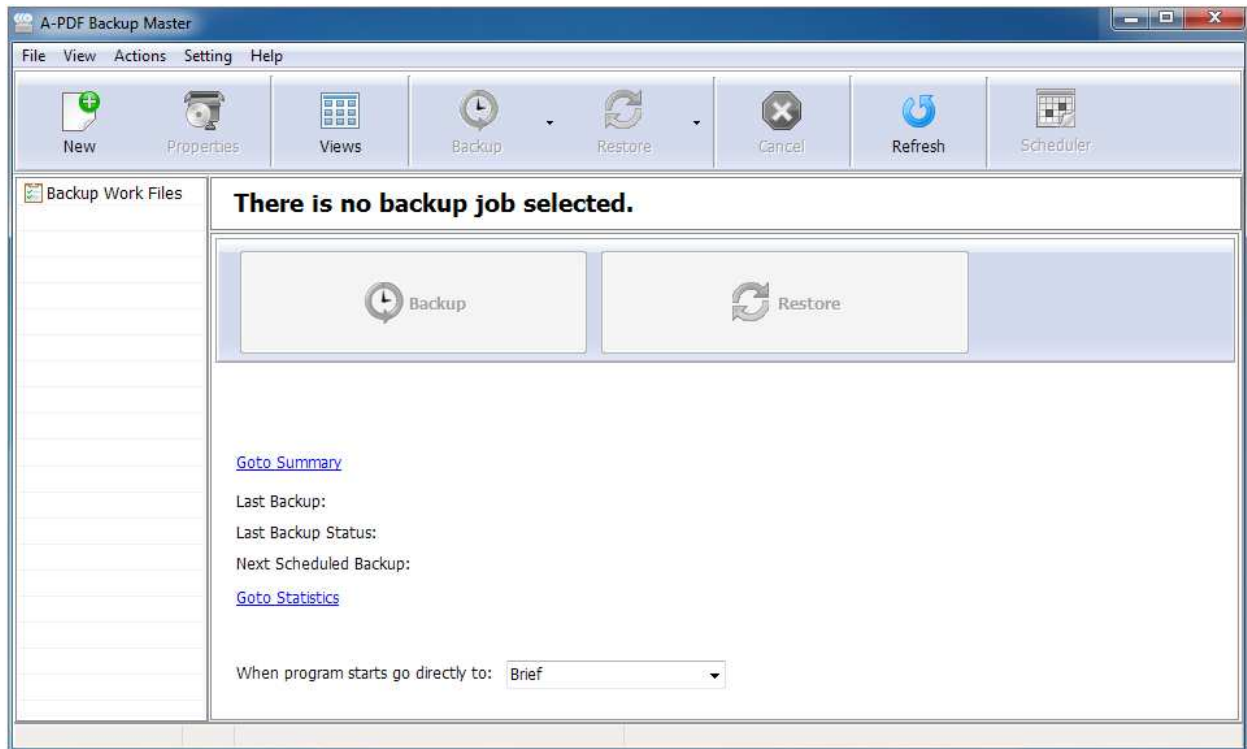 A-PDF Backup Master
File View Actions Setting Help
New Properties Views Backup Restore Cancel Refresh Scheduler
Backup Work Files
There is no backup job selected.
Backup Restore
Goto Summary
Last Backup:
Last Backup Status:
Next Scheduled Backup:
Goto Statistics
When program starts go directly to: Brief